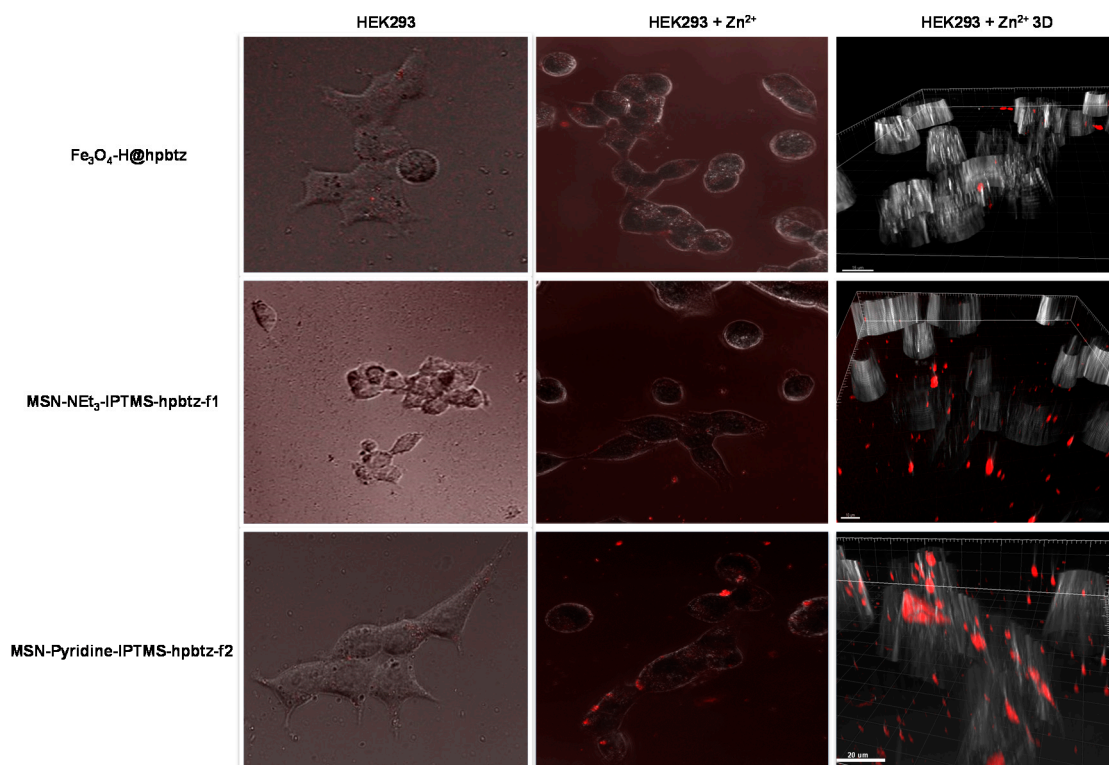 HEK293
HEK293 + Zn²⁺
HEK293 + Zn²⁺ 3D
Fe₃O₄-H@hpbtz
MSN-NEt₃-IPTMS-hpbtz-f1
MSN-Pyridine-IPTMS-hpbtz-f2
20 um